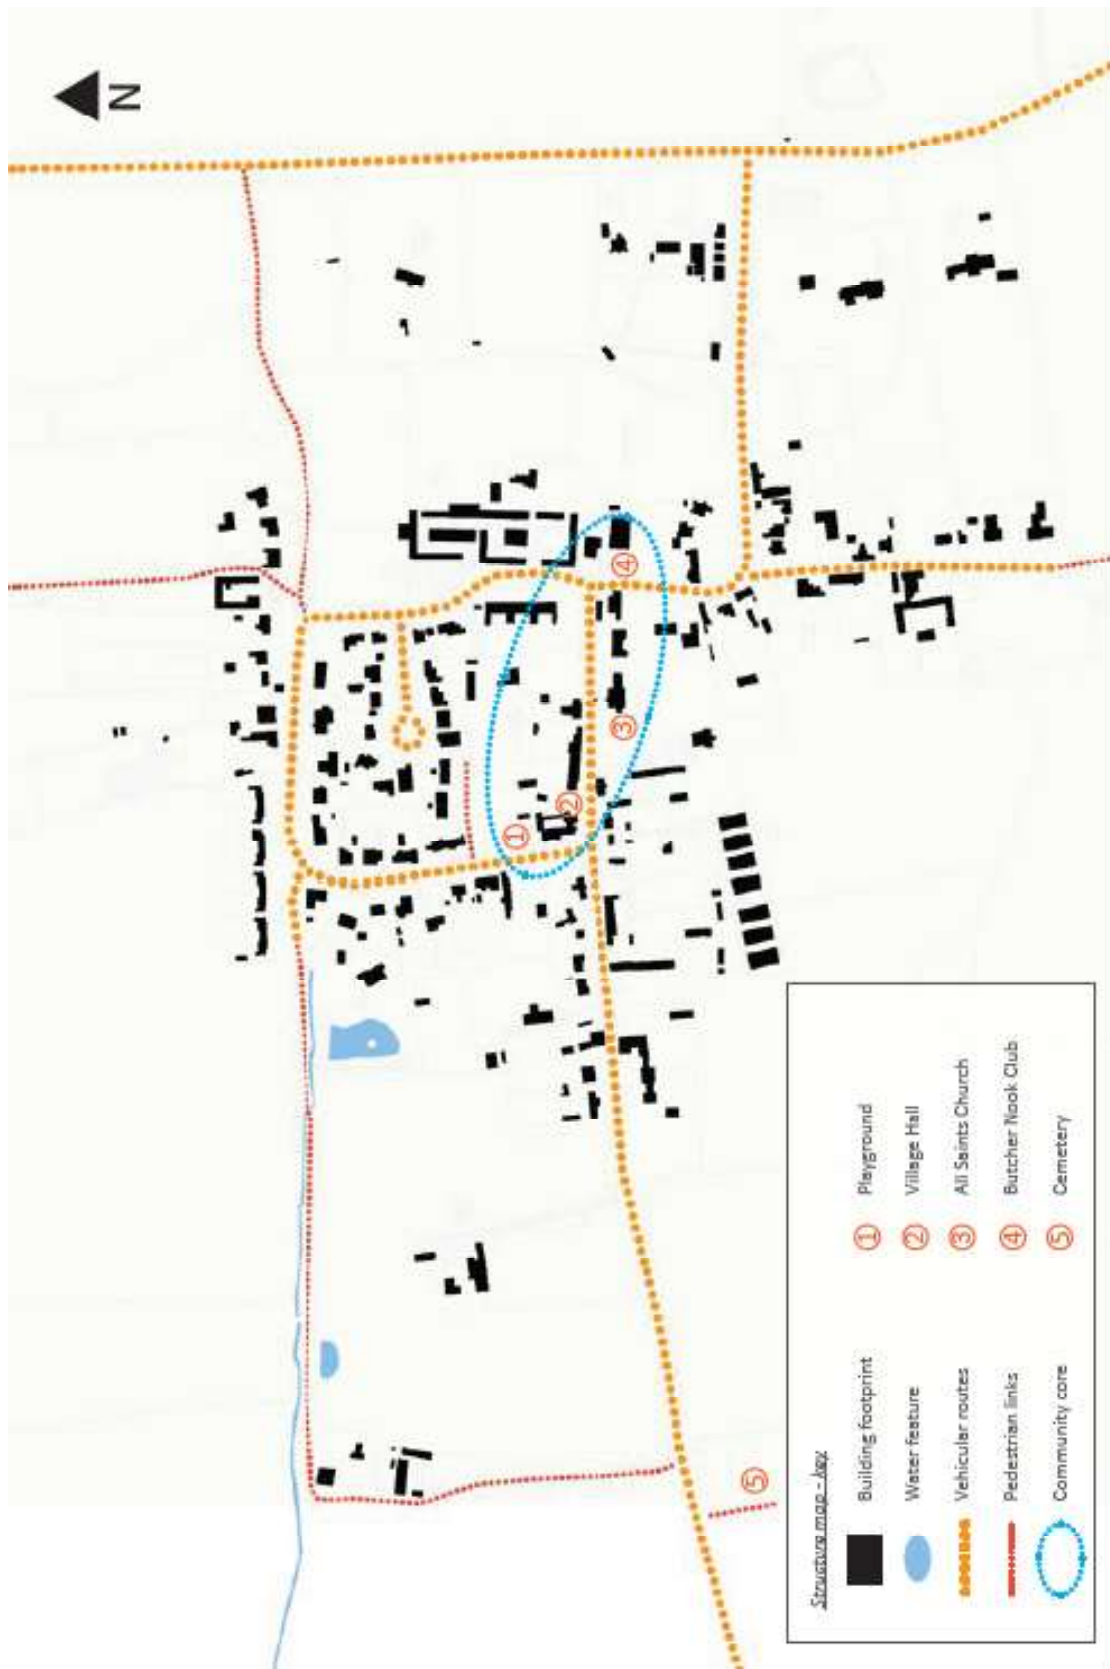 N
①
②
③
④
⑤
Structure map - key
Building footprint
Water feature
Vehicular routes
Pedestrian links
Community core
① Playground
② Village Hall
③ All Saints Church
④ Butcher Nook Club
⑤ Cemetery